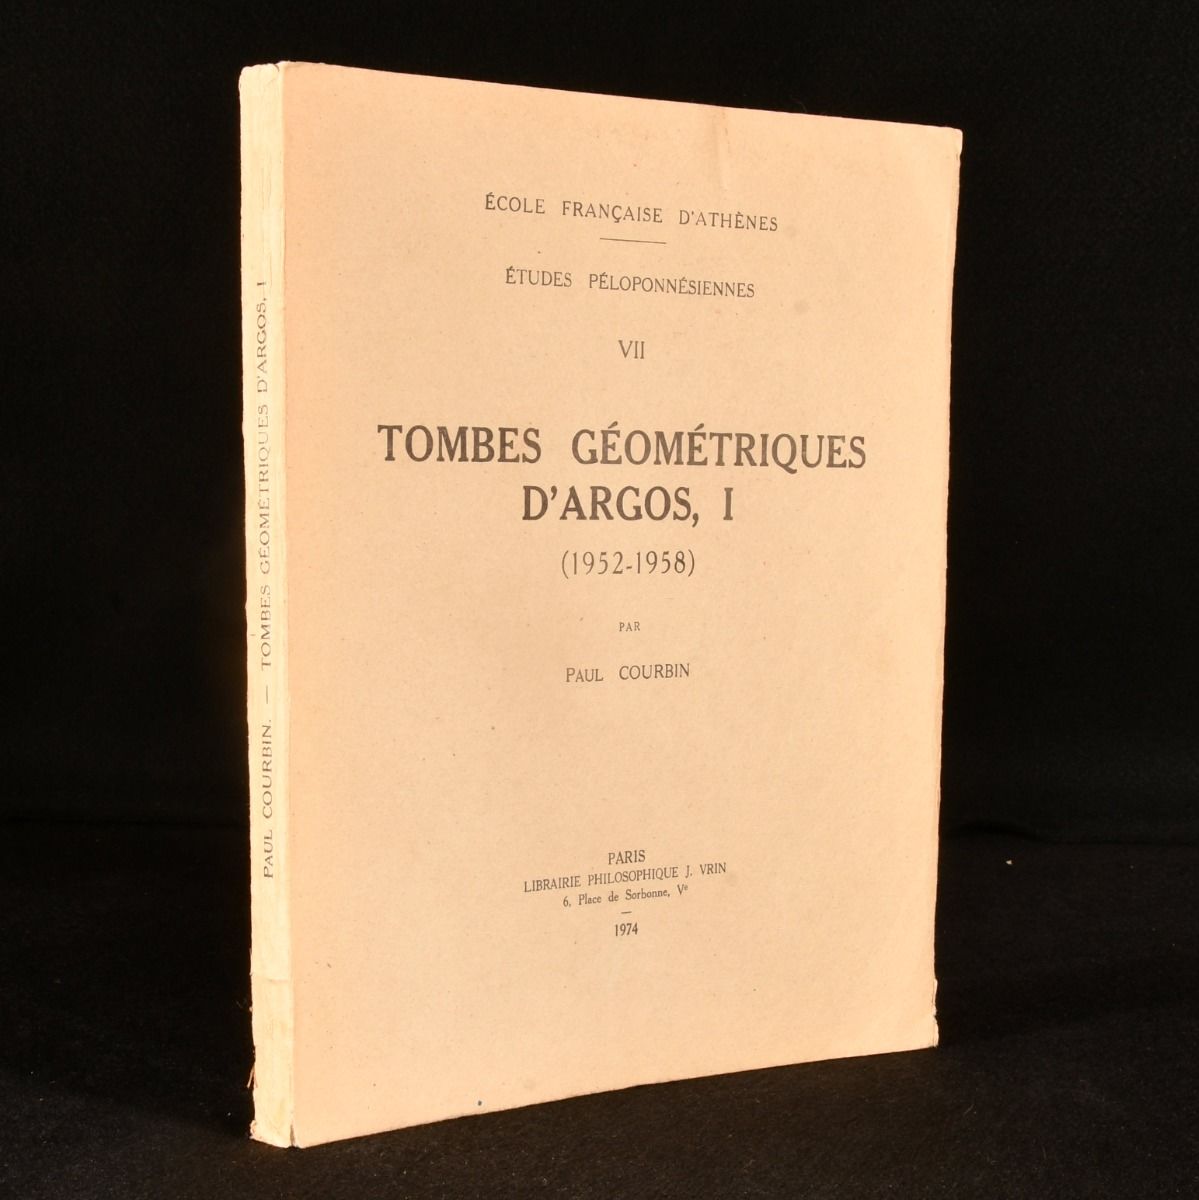 ÉCOLE FRANÇAISE D'ATHÈNES
ÉTUDES PÉLOPONNÉSIENNES
VII
TOMBES GÉOMÉTRIQUES
D'ARGOS, I
(1952-1958)
PAR
PAUL COURBIN
PARIS
LIBRAIRIE PHILOSOPHIQUE J. VRIN
6, Place de Sorbonne, Vᵉ
1974
PAUL COURBIN. — TOMBES GÉOMÉTRIQUES D'ARGOS, I